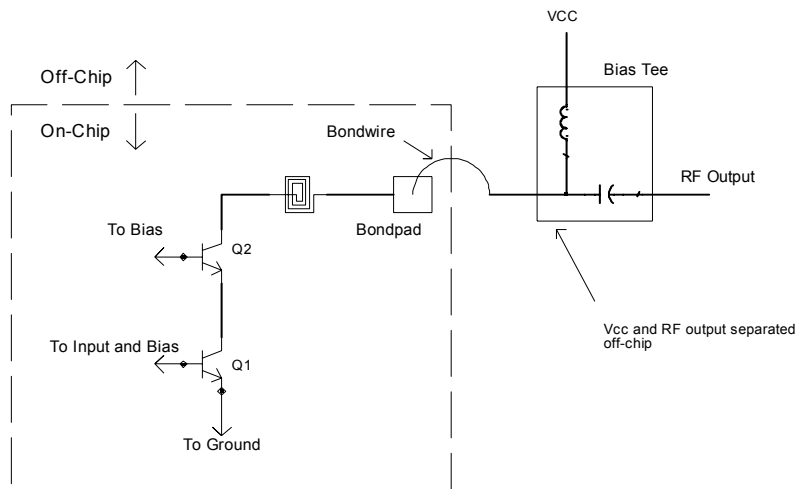 VCC
Off-Chip
Bias Tee
On-Chip
Bondwire
RF Output
To Bias
Q2
Bondpad
Vcc and RF output separated
off-chip
To Input and Bias
Q1
To Ground